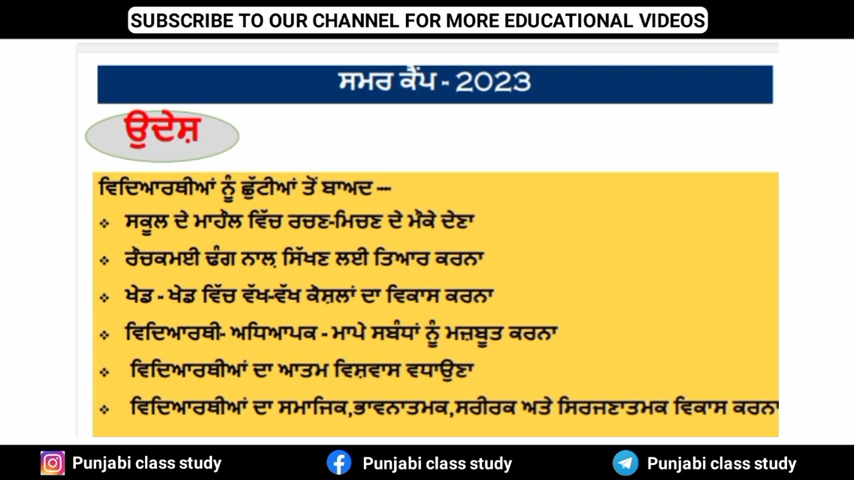 SUBSCRIBE TO OUR CHANNEL FOR MORE EDUCATIONAL VIDEOS
ਸਮਰ ਕੈਂਪ - 2023
ਉਦੇਸ਼
ਵਿਦਿਆਰਥੀਆਂ ਨੂੰ ਛੁੱਟੀਆਂ ਤੋਂ ਬਾਅਦ ---
❖ ਸਕੂਲ ਦੇ ਮਾਹੌਲ ਵਿੱਚ ਰਚਣ-ਮਿਚਣ ਦੇ ਮੌਕੇ ਦੇਣਾ
❖ ਰੌਚਕਮਈ ਢੰਗ ਨਾਲ਼ ਸਿੱਖਣ ਲਈ ਤਿਆਰ ਕਰਨਾ
❖ ਖੇਡ - ਖੇਡ ਵਿੱਚ ਵੱਖ-ਵੱਖ ਕੌਸ਼ਲਾਂ ਦਾ ਵਿਕਾਸ ਕਰਨਾ
❖ ਵਿਦਿਆਰਥੀ- ਅਧਿਆਪਕ - ਮਾਪੇ ਸਬੰਧਾਂ ਨੂੰ ਮਜ਼ਬੂਤ ਕਰਨਾ
❖ ਵਿਦਿਆਰਥੀਆਂ ਦਾ ਆਤਮ ਵਿਸ਼ਵਾਸ ਵਧਾਉਣਾ
❖ ਵਿਦਿਆਰਥੀਆਂ ਦਾ ਸਮਾਜਿਕ,ਭਾਵਨਾਤਮਕ,ਸਰੀਰਕ ਅਤੇ ਸਿਰਜਣਾਤਮਕ ਵਿਕਾਸ ਕਰਨਾ
Punjabi class study Punjabi class study Punjabi class study